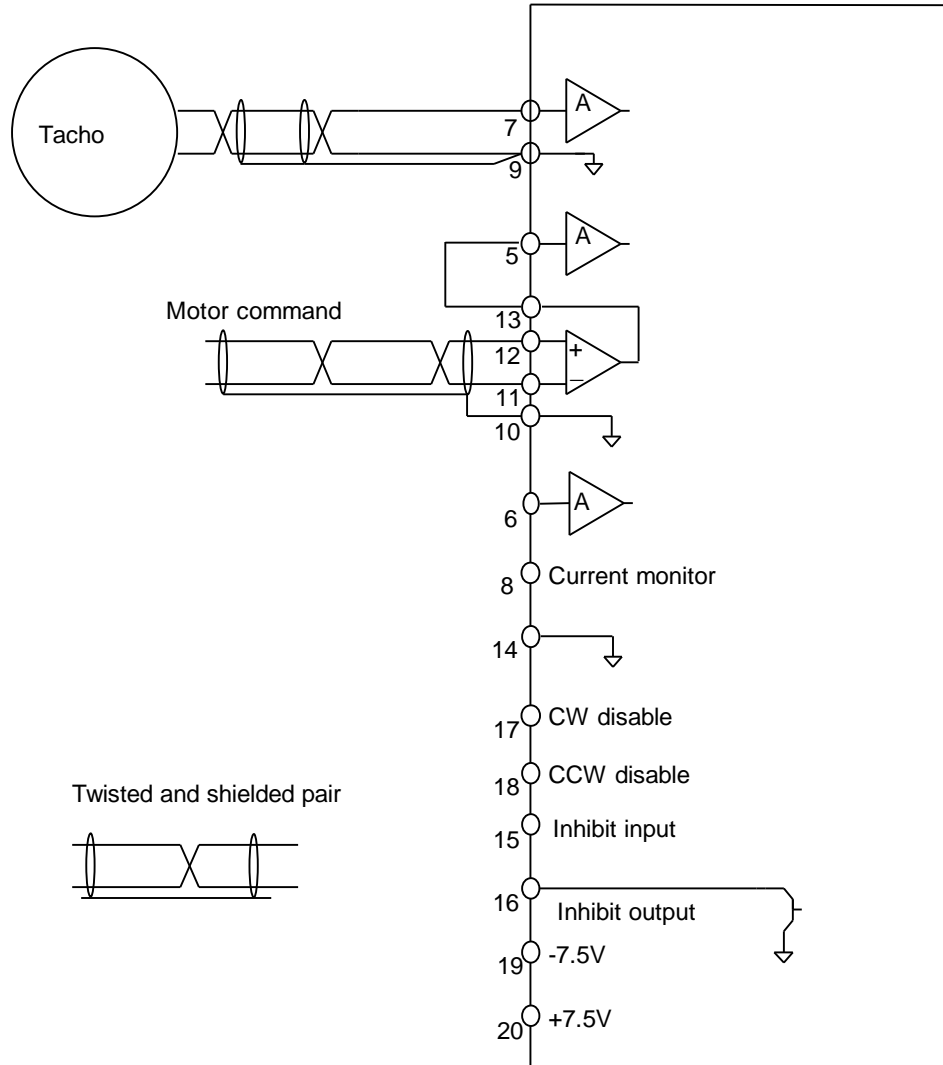 A
Tacho
7
9
A
5
Motor command
13
12
+
−
11
10
A
6
8 Current monitor
14
17 CW disable
18 CCW disable
Twisted and shielded pair
15 Inhibit input
16 Inhibit output
19 -7.5V
20 +7.5V